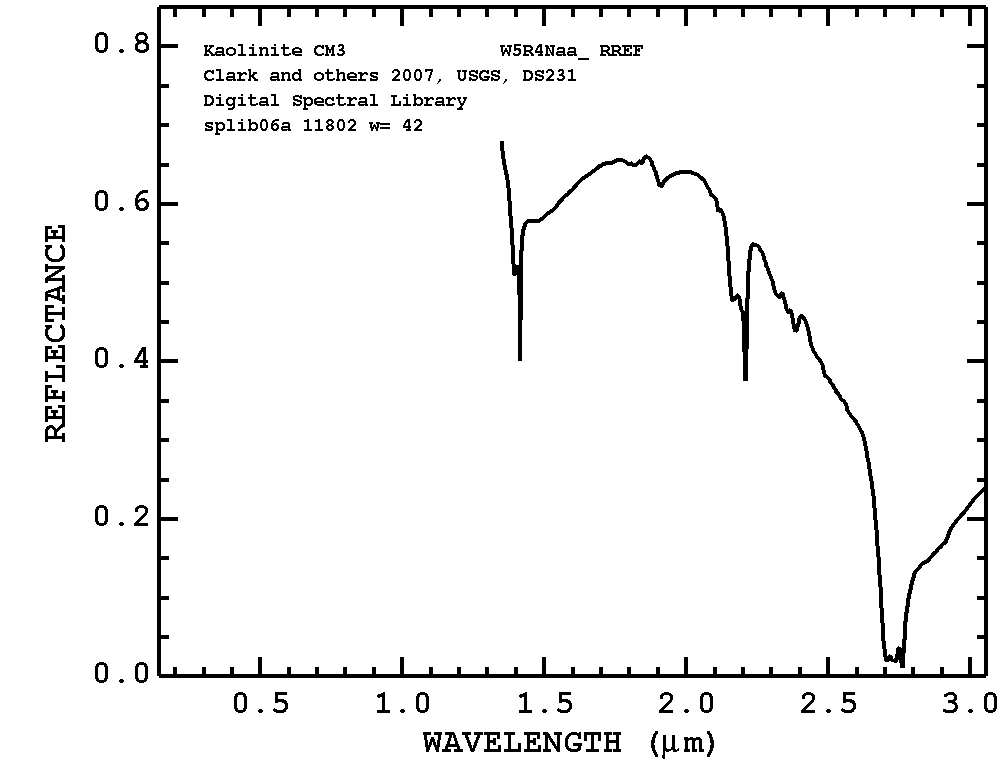 Kaolinite CM3 W5R4Naa_ RREF
Clark and others 2007, USGS, DS231
Digital Spectral Library
splib06a 11802 w= 42
REFLECTANCE
0.8
0.6
0.4
0.2
0.0
0.5 1.0 1.5 2.0 2.5 3.0
WAVELENGTH (μm)